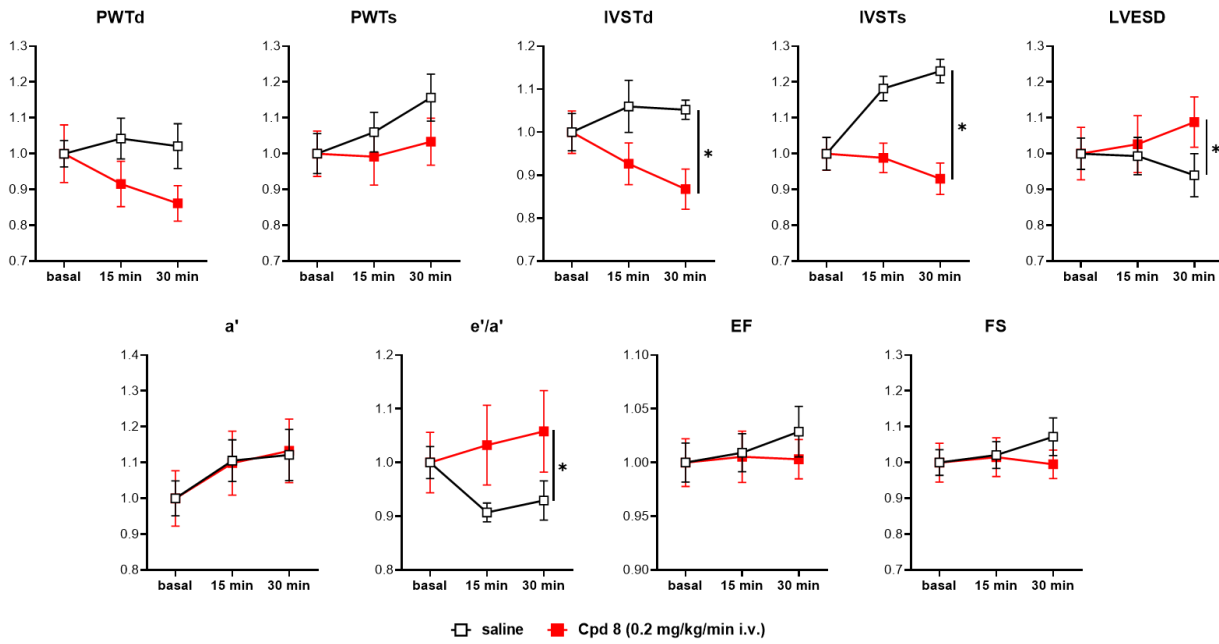 PWTd PWTs IVSTd IVSTs LVESD
1.3 1.3 1.2 1.3 1.3
1.2 1.2 1.1 1.2 1.2
1.1 1.1 1.0 1.1 1.1
1.0 1.0 0.9 1.0 1.0
0.9 0.9 0.8 0.9 0.9
0.8 0.8 0.7 0.8 0.8
0.7 0.7 0.7 0.7
* * *
basal 15 min 30 min basal 15 min 30 min basal 15 min 30 min basal 15 min 30 min basal 15 min 30 min
a' e'/a' EF FS
1.4 1.2 1.10 1.3
1.3 1.1 1.05 1.2
1.2 1.0 1.00 1.1
1.1 0.9 0.95 1.0
1.0 0.8 0.90 0.9
0.9 0.8
0.8 0.7
*
basal 15 min 30 min basal 15 min 30 min basal 15 min 30 min basal 15 min 30 min
saline Cpd 8 (0.2 mg/kg/min i.v.)